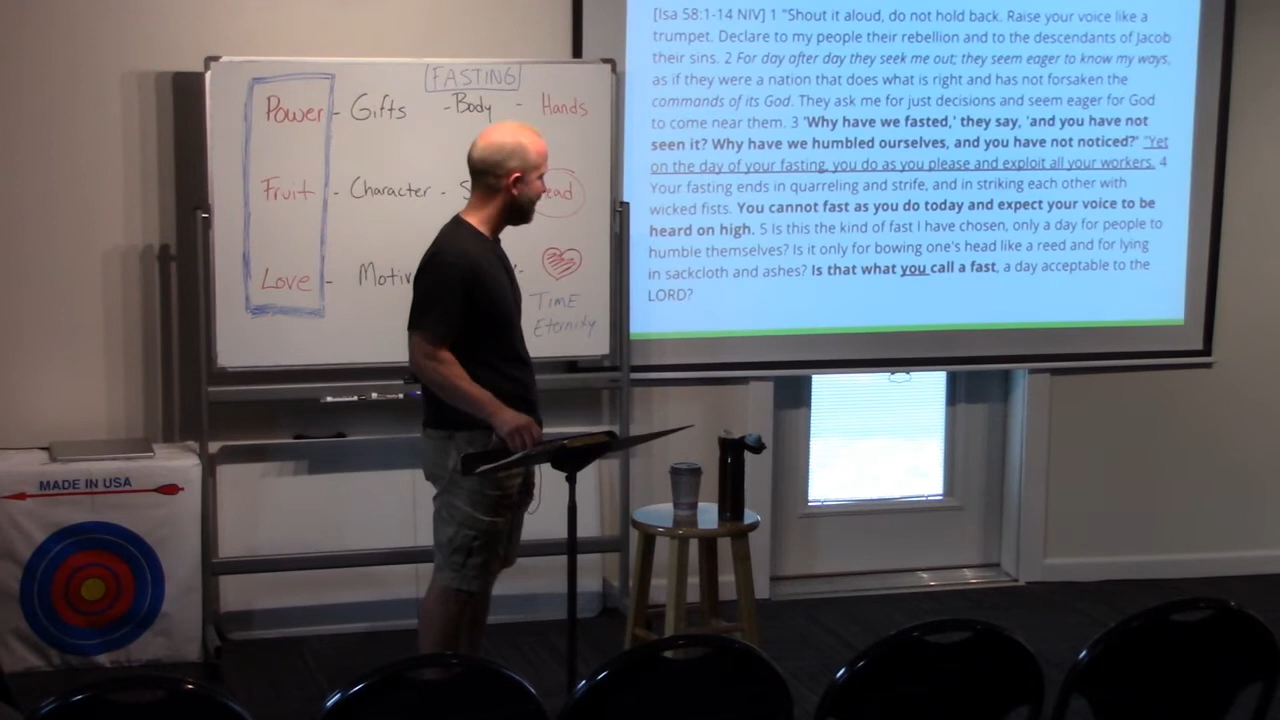 FASTING
Power - Gifts - Body - Hands
Fruit - Character - S
Love - Motiv
TIME
Eternity
[Isa 58:1-14 NIV] 1 "Shout it aloud, do not hold back. Raise your voice like a
trumpet. Declare to my people their rebellion and to the descendants of Jacob
their sins. 2 For day after day they seek me out; they seem eager to know my ways,
as if they were a nation that does what is right and has not forsaken the
commands of its God. They ask me for just decisions and seem eager for God
to come near them. 3 'Why have we fasted,' they say, 'and you have not
seen it? Why have we humbled ourselves, and you have not noticed?' "Yet
on the day of your fasting, you do as you please and exploit all your workers. 4
Your fasting ends in quarreling and strife, and in striking each other with
wicked fists. You cannot fast as you do today and expect your voice to be
heard on high. 5 Is this the kind of fast I have chosen, only a day for people to
humble themselves? Is it only for bowing one's head like a reed and for lying
in sackcloth and ashes? Is that what you call a fast, a day acceptable to the
LORD?
MADE IN USA